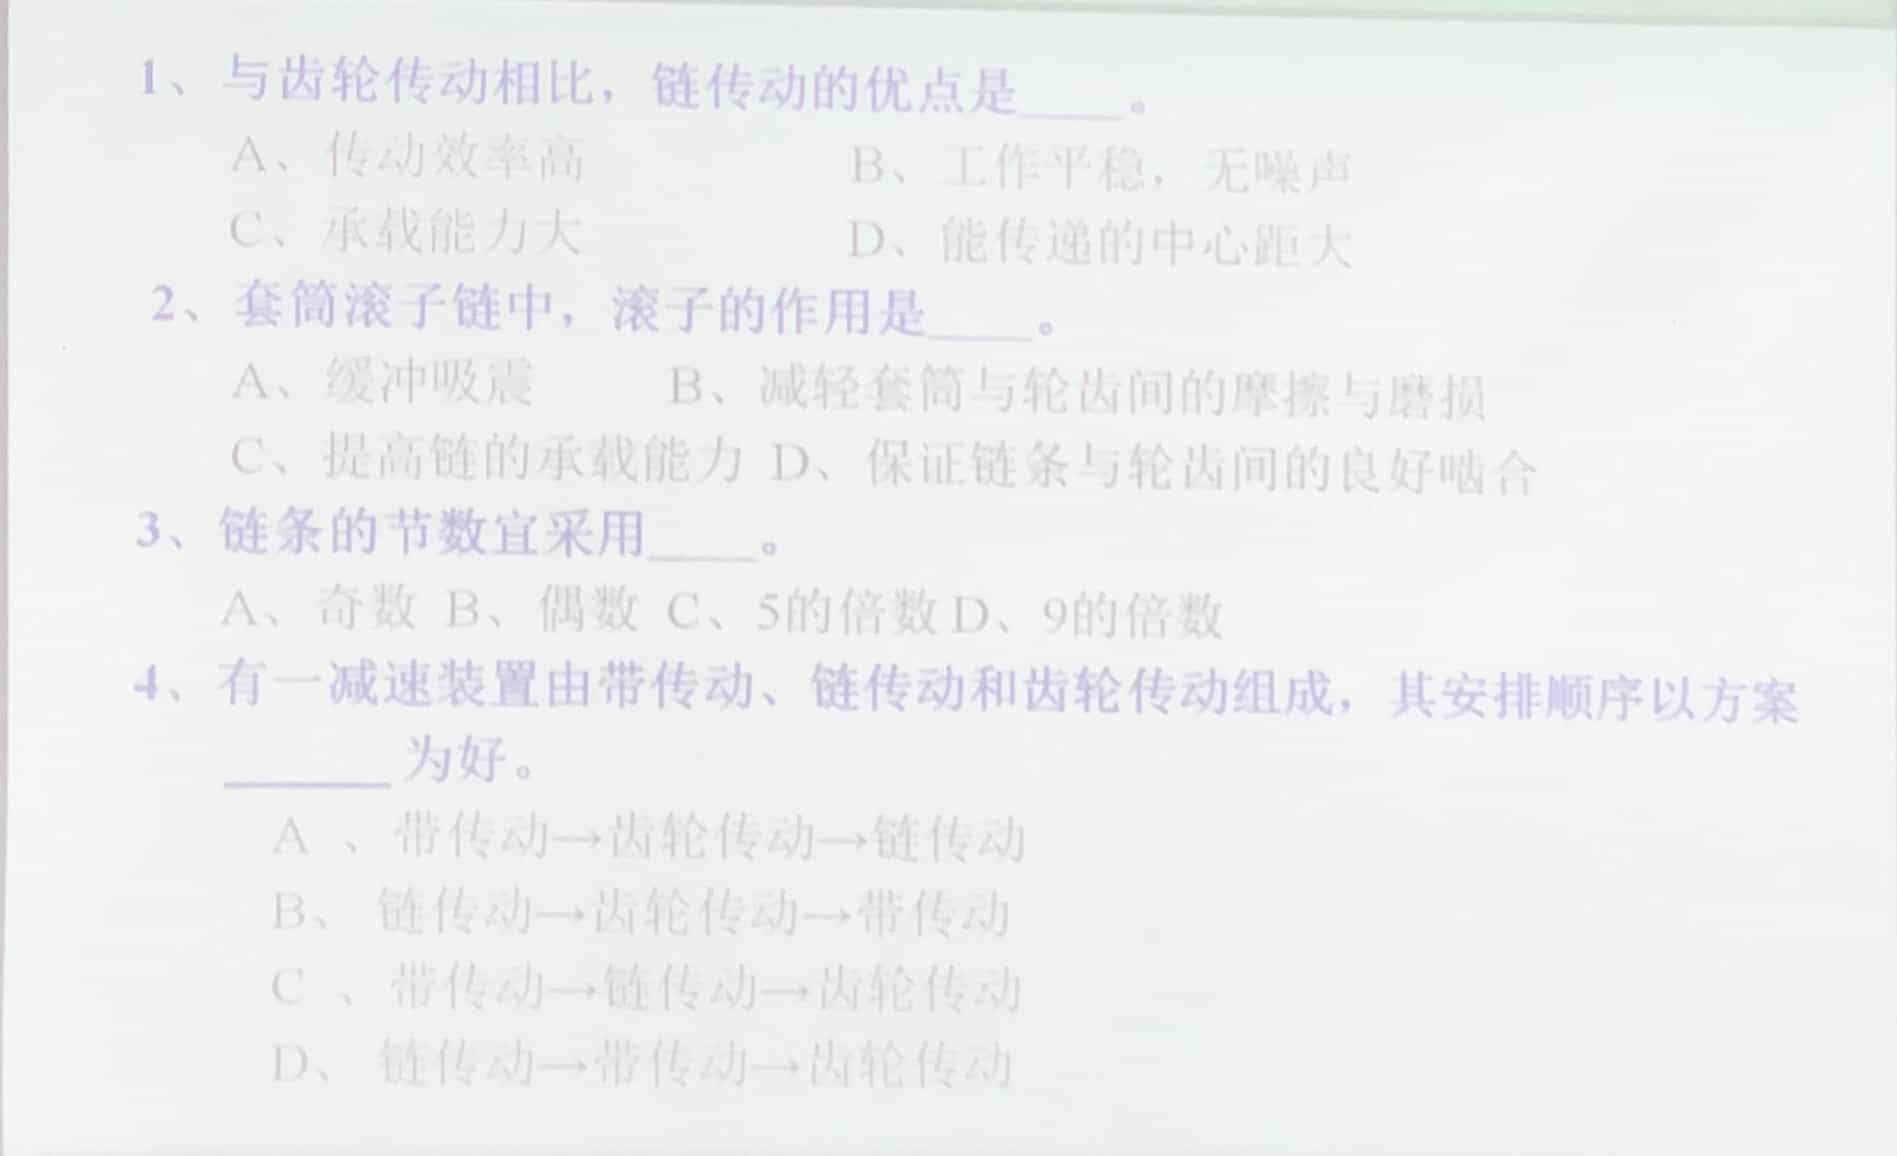 1、与齿轮传动相比，链传动的优点是____。
A、传动效率高 B、工作平稳，无噪声
C、承载能力大 D、能传递的中心距大
2、套筒滚子链中，滚子的作用是____。
A、缓冲吸震 B、减轻套筒与轮齿间的摩擦与磨损
C、提高链的承载能力 D、保证链条与轮齿间的良好啮合
3、链条的节数宜采用____。
A、奇数 B、偶数 C、5的倍数 D、9的倍数
4、有一减速装置由带传动、链传动和齿轮传动组成，其安排顺序以方案
______为好。
A 、带传动→齿轮传动→链传动
B、 链传动→齿轮传动→带传动
C 、带传动→链传动→齿轮传动
D、 链传动→带传动→齿轮传动